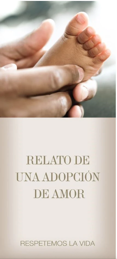 RELATO DE
UNA ADOPCIÓN
DE AMOR
RESPETEMOS LA VIDA